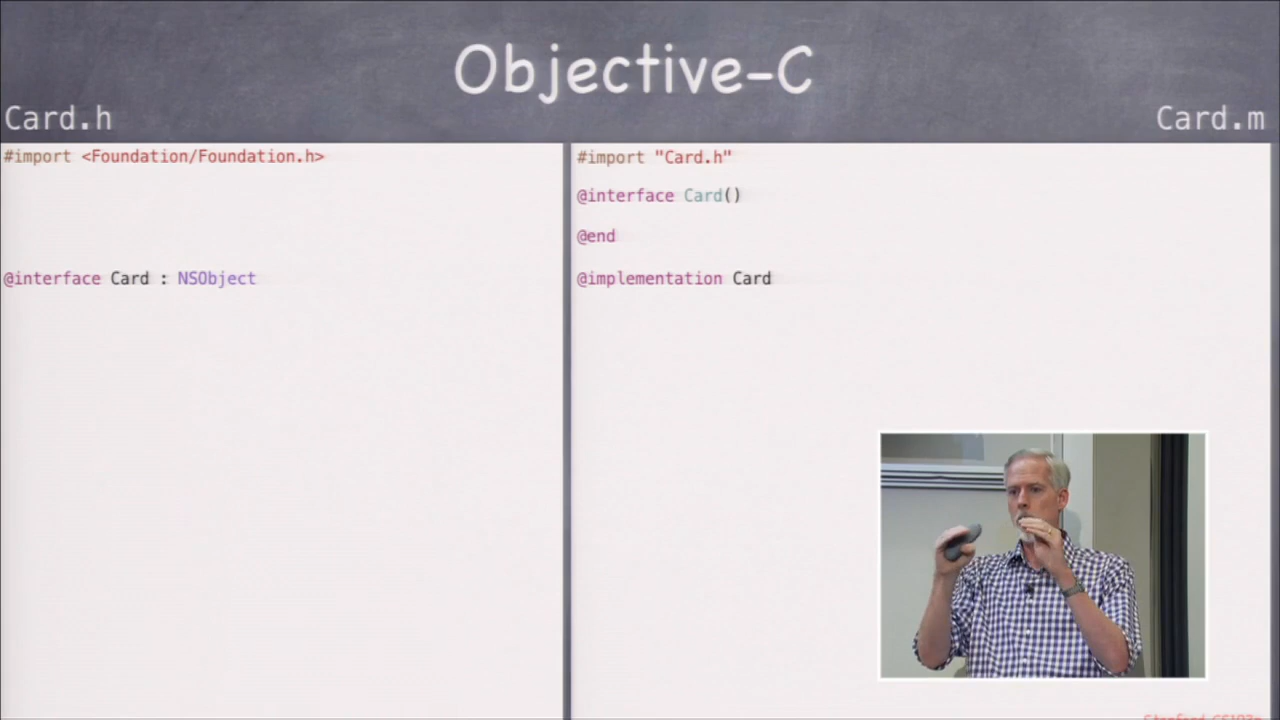 Objective-C
Card.h
Card.m
#import <Foundation/Foundation.h>
@interface Card : NSObject
#import "Card.h"
@interface Card()
@end
@implementation Card